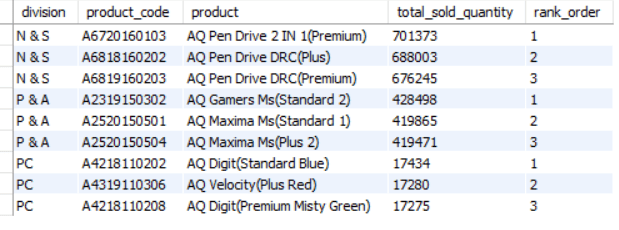 division product_code product total_sold_quantity rank_order
N & S A6720160103 AQ Pen Drive 2 IN 1(Premium) 701373 1
N & S A6818160202 AQ Pen Drive DRC(Plus) 688003 2
N & S A6819160203 AQ Pen Drive DRC(Premium) 676245 3
P & A A2319150302 AQ Gamers Ms(Standard 2) 428498 1
P & A A2520150501 AQ Maxima Ms(Standard 1) 419865 2
P & A A2520150504 AQ Maxima Ms(Plus 2) 419471 3
PC A4218110202 AQ Digit(Standard Blue) 17434 1
PC A4319110306 AQ Velocity(Plus Red) 17280 2
PC A4218110208 AQ Digit(Premium Misty Green) 17275 3